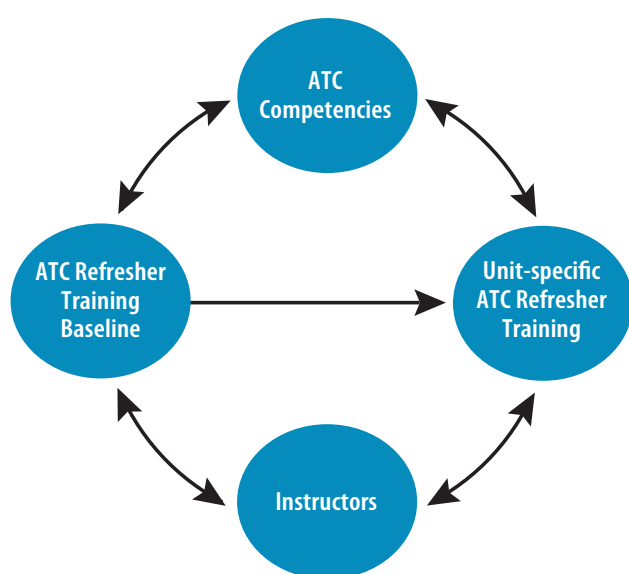 ATC
Competencies
ATC Refresher
Training
Baseline
Unit-specific
ATC Refresher
Training
Instructors